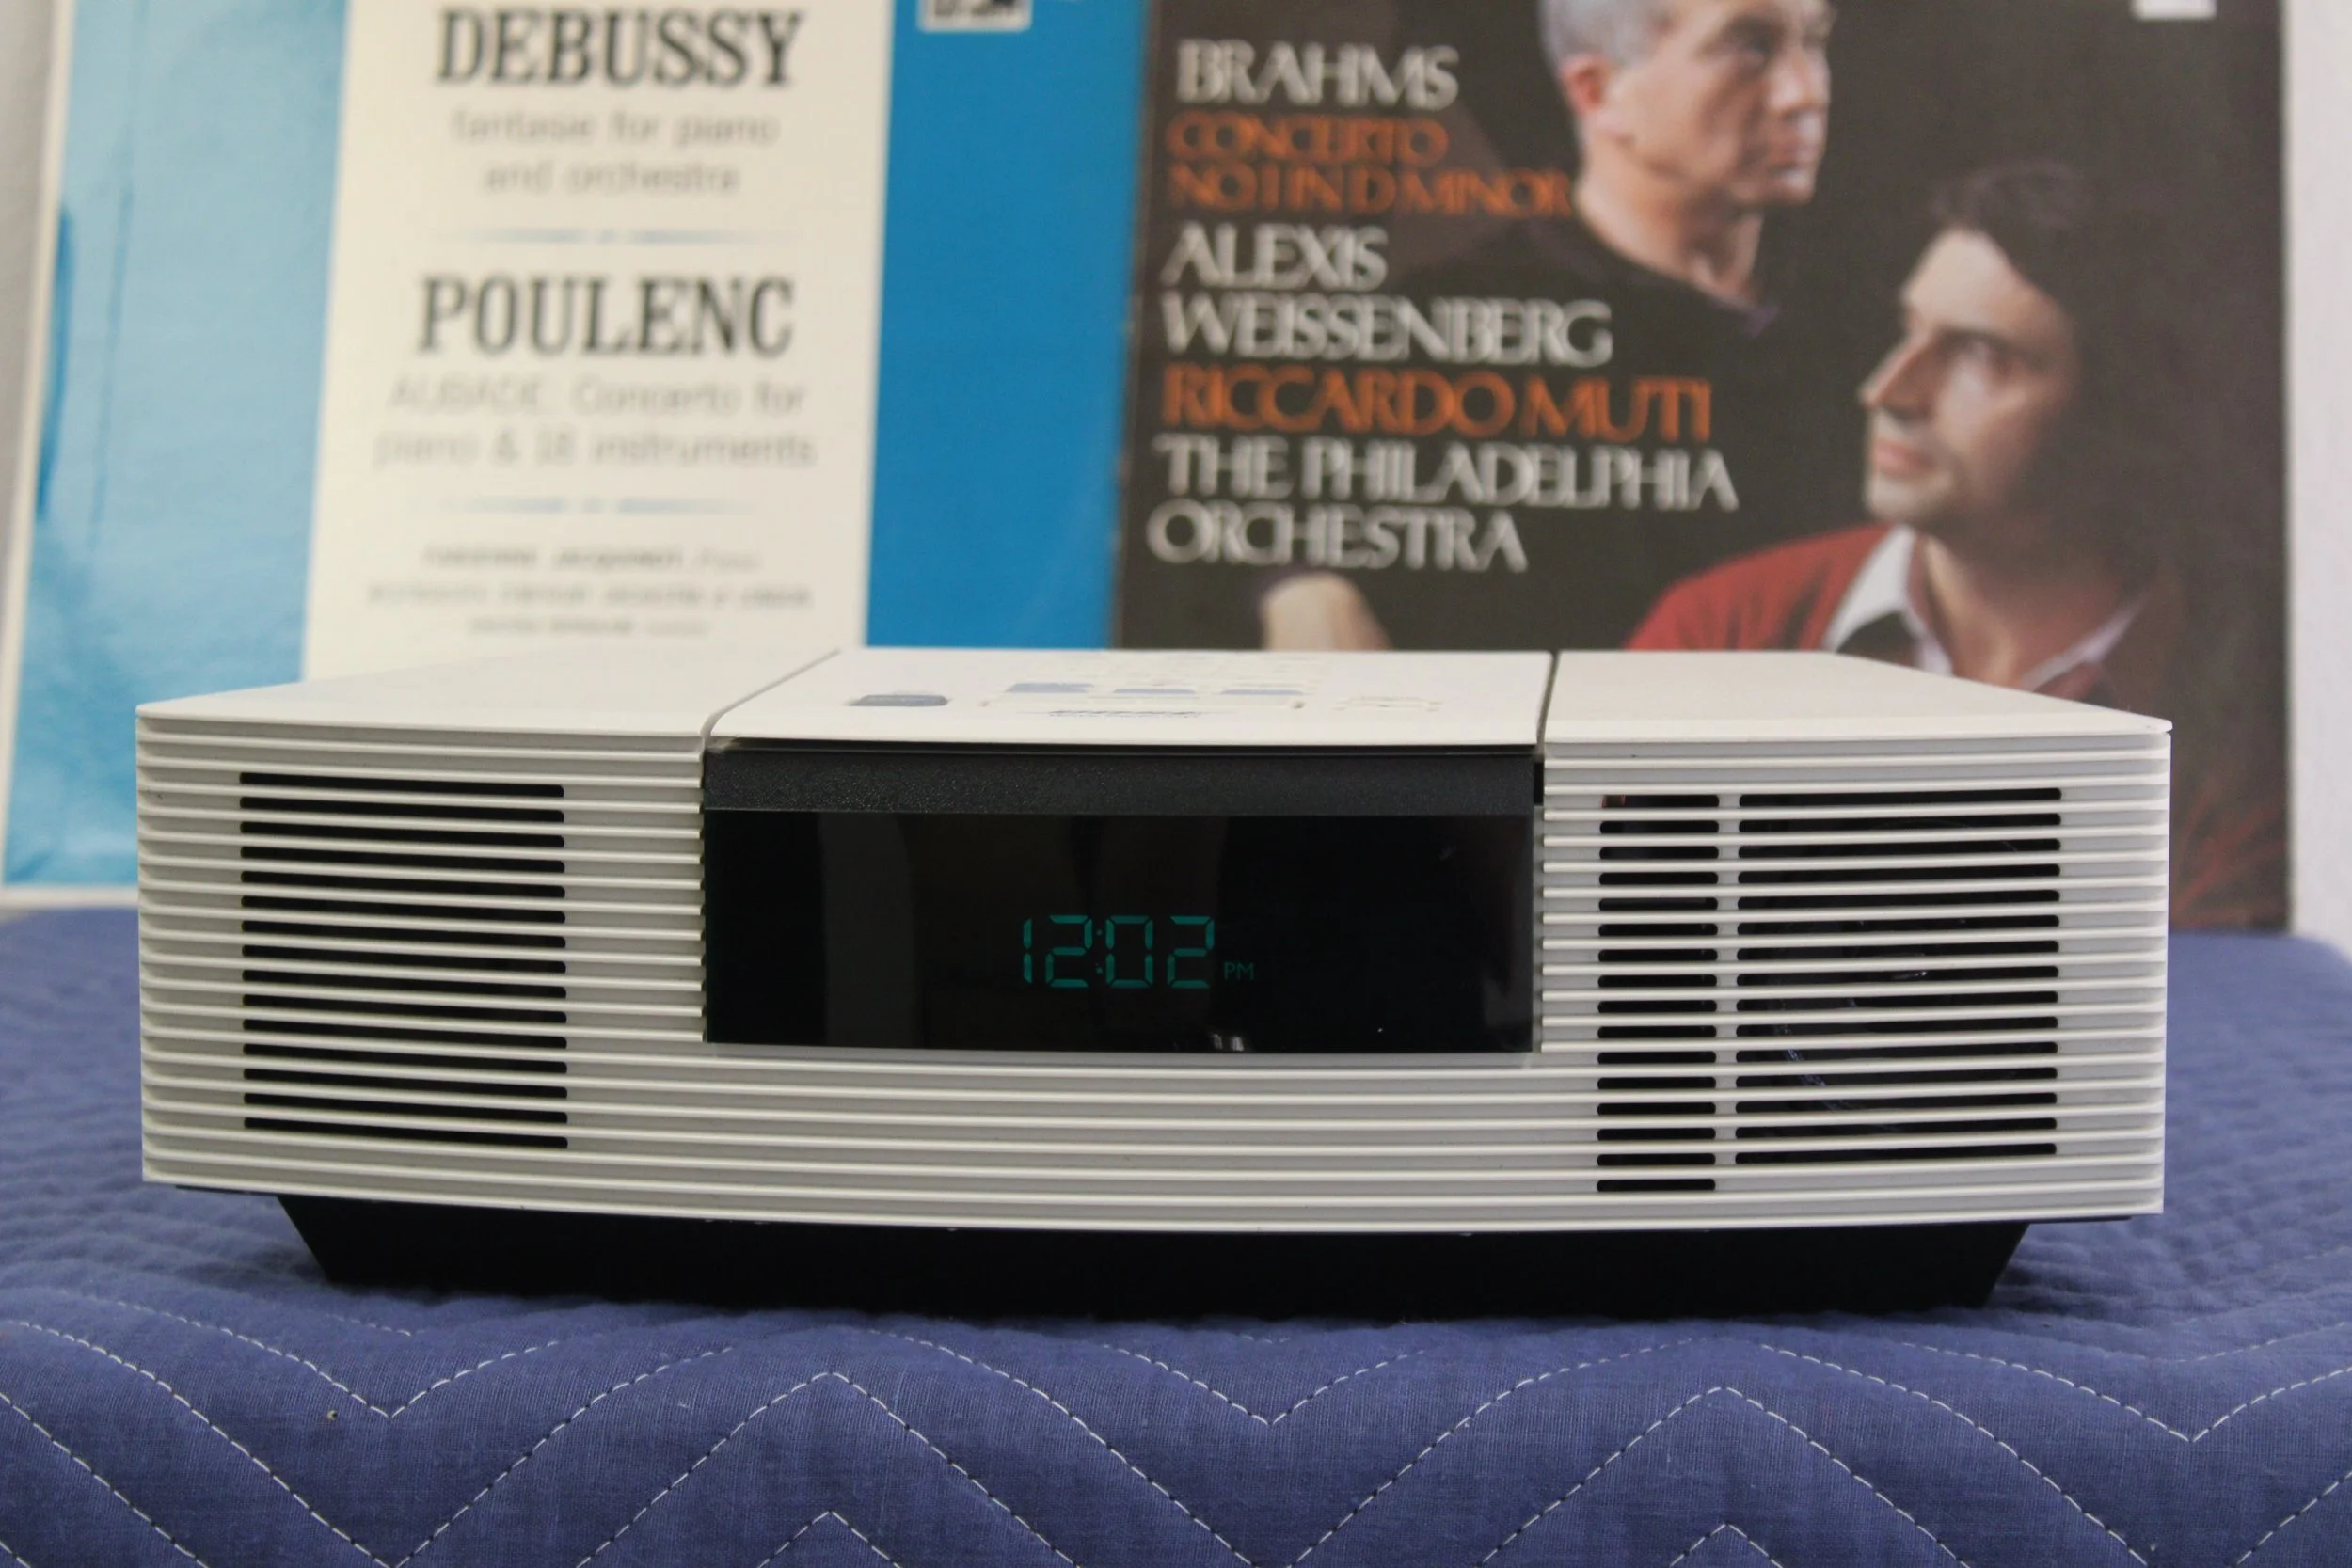 DEBUSSY
fantasie for piano
and orchestra
POULENC
AUBADE, Concerto for
piano & 18 instruments
BRAHMS
CONCERTO
NO.1 IN D MINOR
ALEXIS
WEISSENBERG
RICCARDO MUTI
THE PHILADELPHIA
ORCHESTRA
12:02 PM